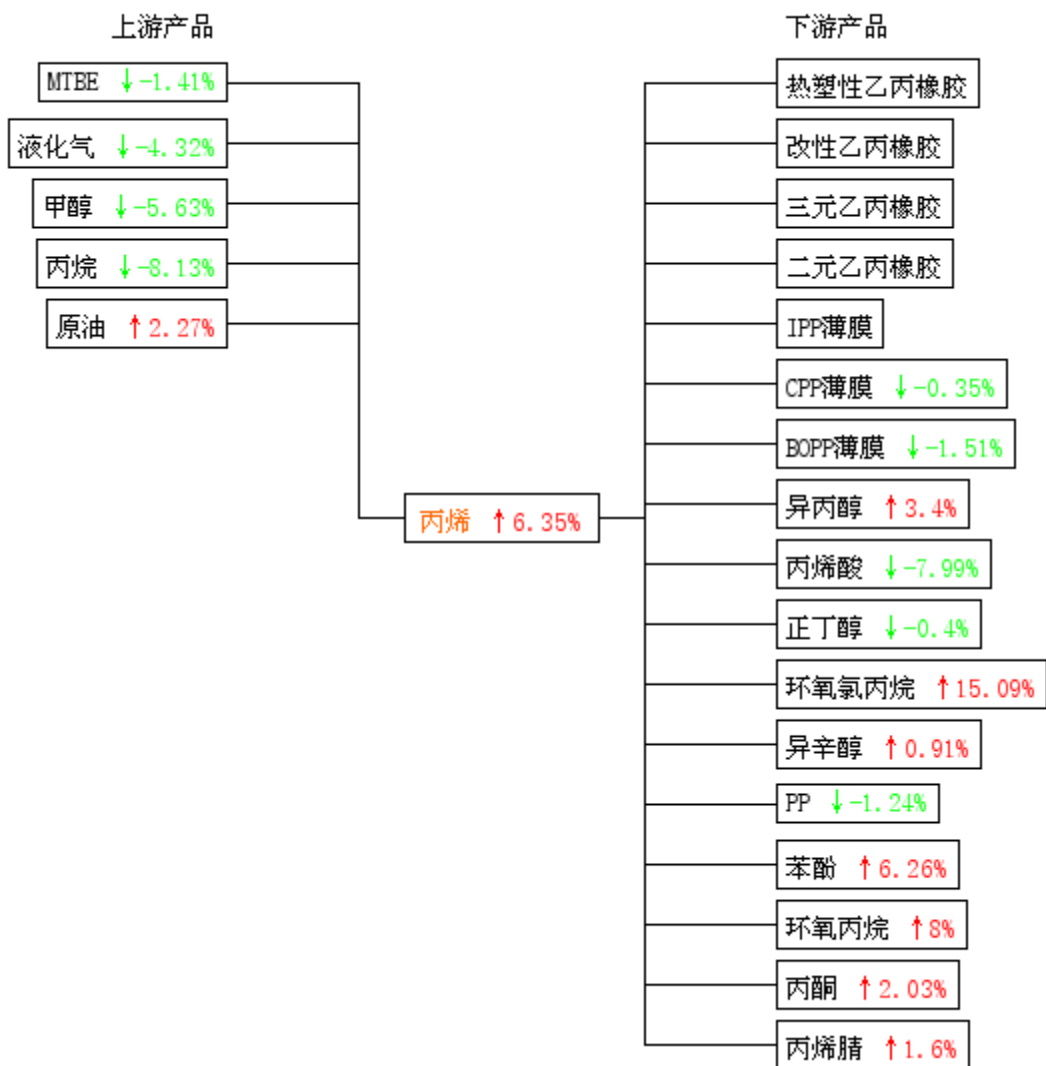 上游产品
MTBE ↓-1.41%
液化气 ↓-4.32%
甲醇 ↓-5.63%
丙烷 ↓-8.13%
原油 ↑2.27%
丙烯 ↑6.35%
下游产品
热塑性乙丙橡胶
改性乙丙橡胶
三元乙丙橡胶
二元乙丙橡胶
IPP薄膜
CPP薄膜 ↓-0.35%
BOPP薄膜 ↓-1.51%
异丙醇 ↑3.4%
丙烯酸 ↓-7.99%
正丁醇 ↓-0.4%
环氧氯丙烷 ↑15.09%
异辛醇 ↑0.91%
PP ↓-1.24%
苯酚 ↑6.26%
环氧丙烷 ↑8%
丙酮 ↑2.03%
丙烯腈 ↑1.6%